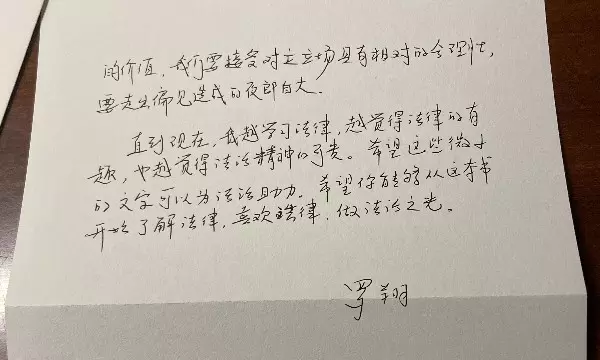 的价值，我们要接受对立立场具有相对的合理性，
要走出偏见造成的夜郎自大。
直到现在，我越学习法律，越觉得法律的有
趣，也越觉得法治精神的可贵。希望这些微小
的文字可以为法治助力。希望你能够从这本书
开始了解法律，喜欢法律，做法治之光。
罗翔